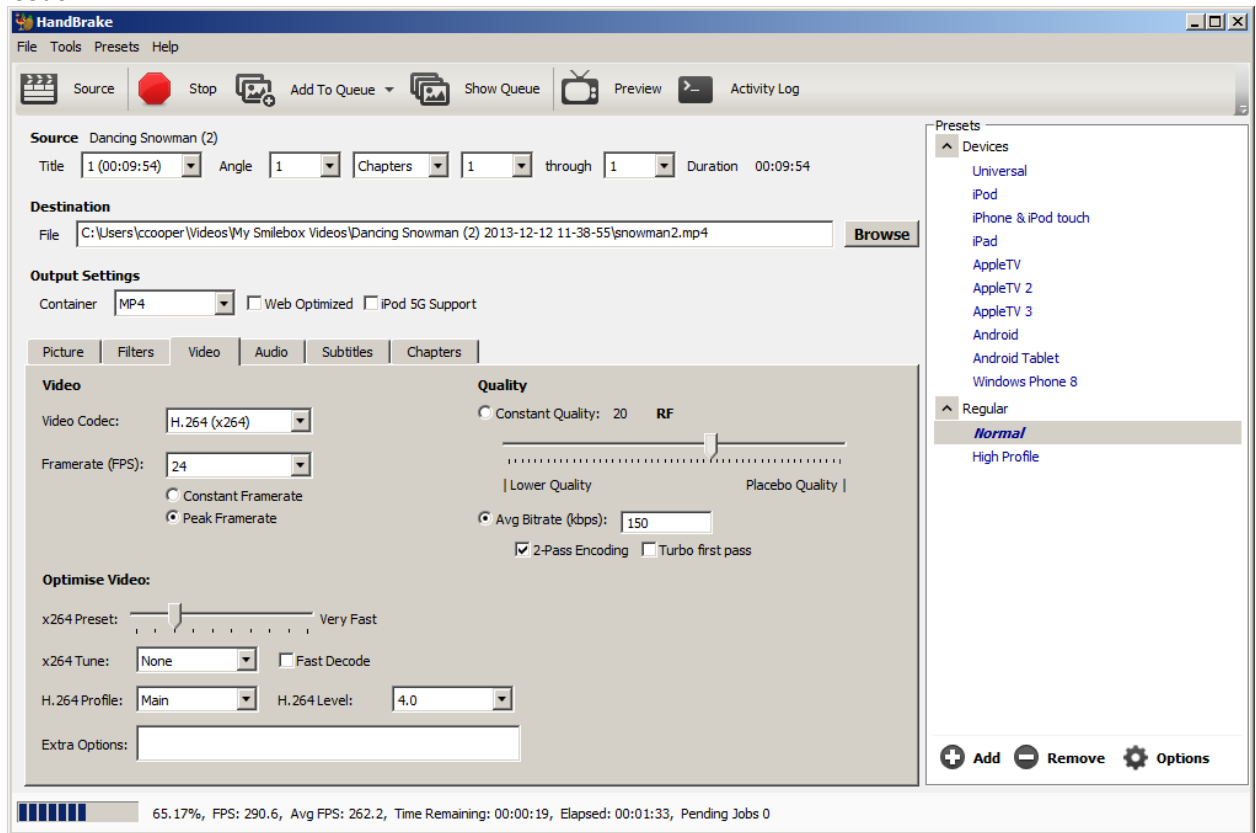 HandBrake
File Tools Presets Help
Source Stop Add To Queue Show Queue Preview Activity Log
Source Dancing Snowman (2)
Title 1 (00:09:54) Angle 1 Chapters 1 through 1 Duration 00:09:54
Destination
File C:\Users\ccooper\Videos\My Smilebox Videos\Dancing Snowman (2) 2013-12-12 11-38-55\snowman2.mp4 Browse
Output Settings
Container MP4 Web Optimized iPod 5G Support
Picture Filters Video Audio Subtitles Chapters
Video
Video Codec: H.264 (x264)
Framerate (FPS): 24
Constant Framerate
Peak Framerate
Quality
Constant Quality: 20 RF
| Lower Quality Placebo Quality |
Avg Bitrate (kbps): 150
2-Pass Encoding Turbo first pass
Optimise Video:
x264 Preset: Very Fast
x264 Tune: None Fast Decode
H.264 Profile: Main H.264 Level: 4.0
Extra Options:
Presets
Devices
Universal
iPod
iPhone & iPod touch
iPad
AppleTV
AppleTV 2
AppleTV 3
Android
Android Tablet
Windows Phone 8
Regular
Normal
High Profile
Add Remove Options
65.17%, FPS: 290.6, Avg FPS: 262.2, Time Remaining: 00:00:19, Elapsed: 00:01:33, Pending Jobs 0